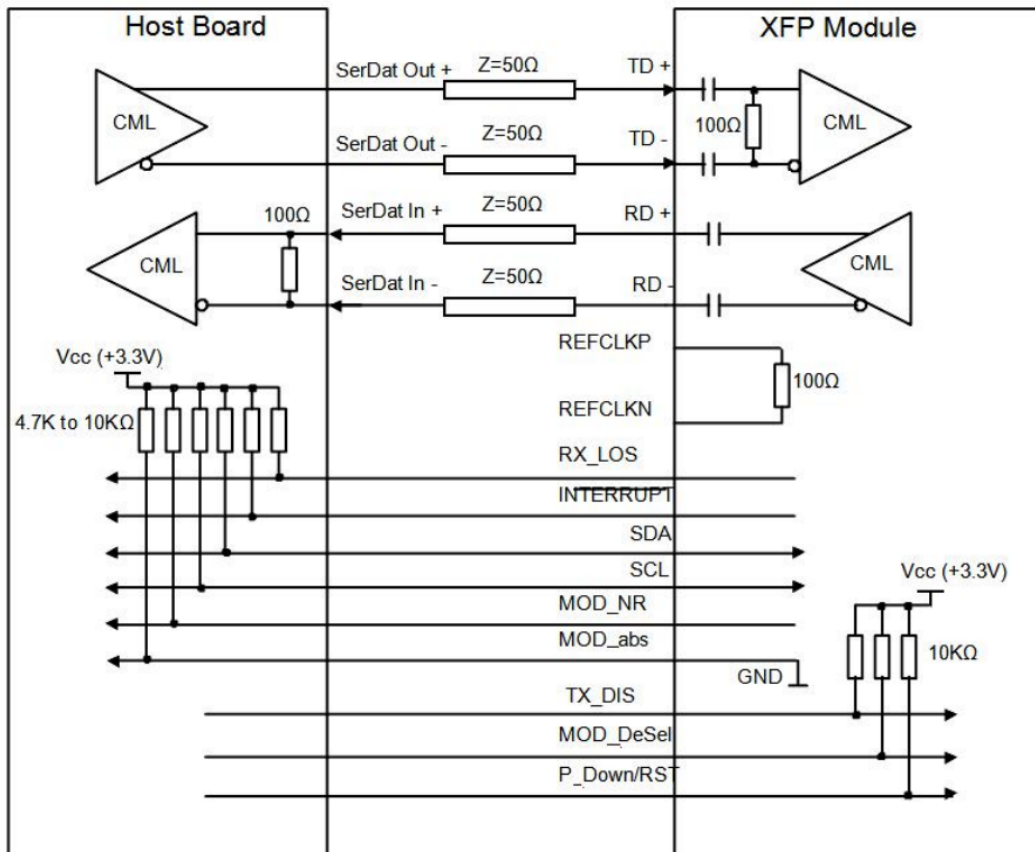 Host Board
XFP Module
SerDat Out +
Z=50Ω
TD +
CML
100Ω
CML
SerDat Out -
Z=50Ω
TD -
100Ω
SerDat In +
Z=50Ω
RD +
CML
CML
SerDat In -
Z=50Ω
RD -
REFCLKP
Vcc (+3.3V)
100Ω
4.7K to 10KΩ
REFCLKN
RX_LOS
INTERRUPT
SDA
SCL
Vcc (+3.3V)
MOD_NR
MOD_abs
10KΩ
GND
TX_DIS
MOD_DeSel
P_Down/RST